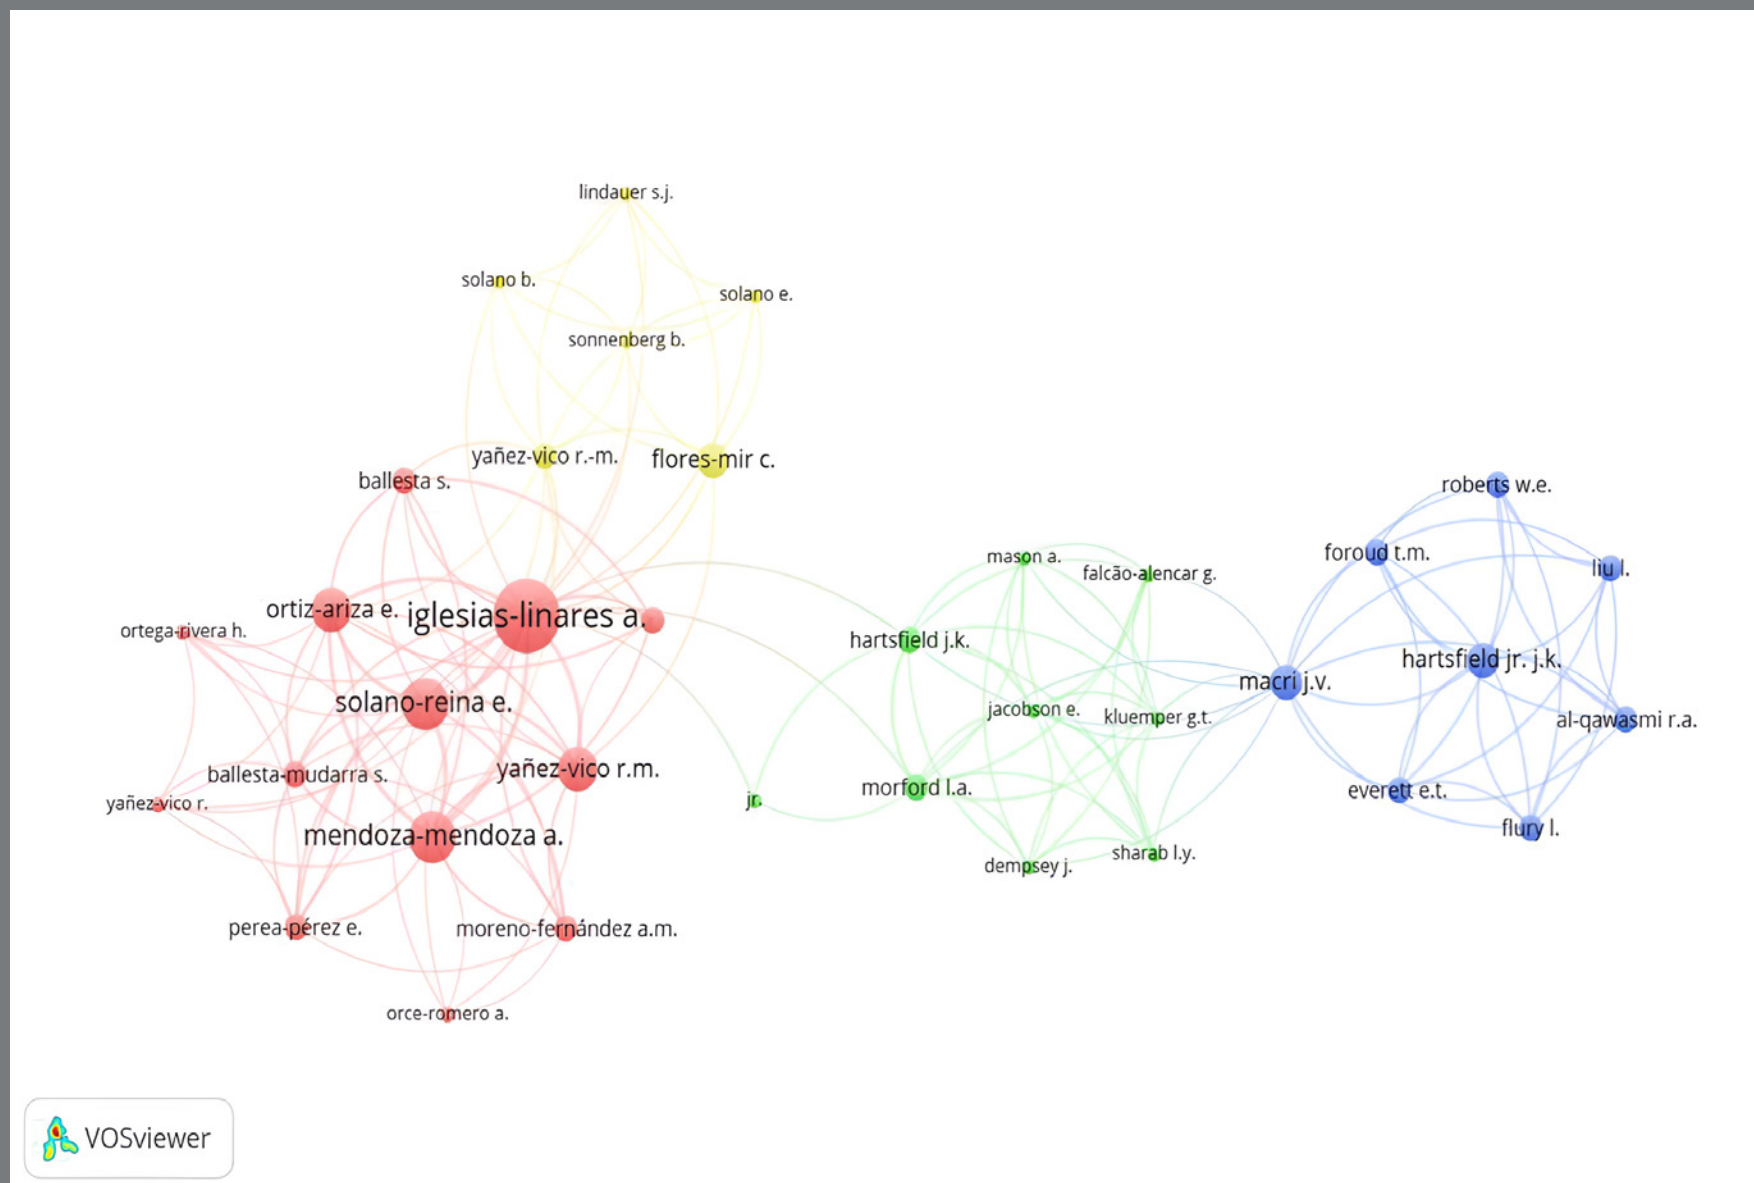 lindauer s.j.
solano b.
solano e.
sonnenberg b.
yañez-vico r.-m.
flores-mir c.
ballesta s.
roberts w.e.
foroud t.m.
mason a.
falcão-alencar g.
liu l.
ortiz-ariza e.
iglesias-linares a.
ortega-rivera h.
hartsfield j.k.
hartsfield jr. j.k.
macri j.v.
solano-reina e.
jacobson e.
kluemper g.t.
al-qawasmi r.a.
yañez-vico r.m.
ballesta-mudarra s.
morford l.a.
everett e.t.
yañez-vico r.
jr.
flury l.
mendoza-mendoza a.
sharab l.y.
dempsey j.
perea-pérez e.
moreno-fernández a.m.
orce-romero a.
VOSviewer